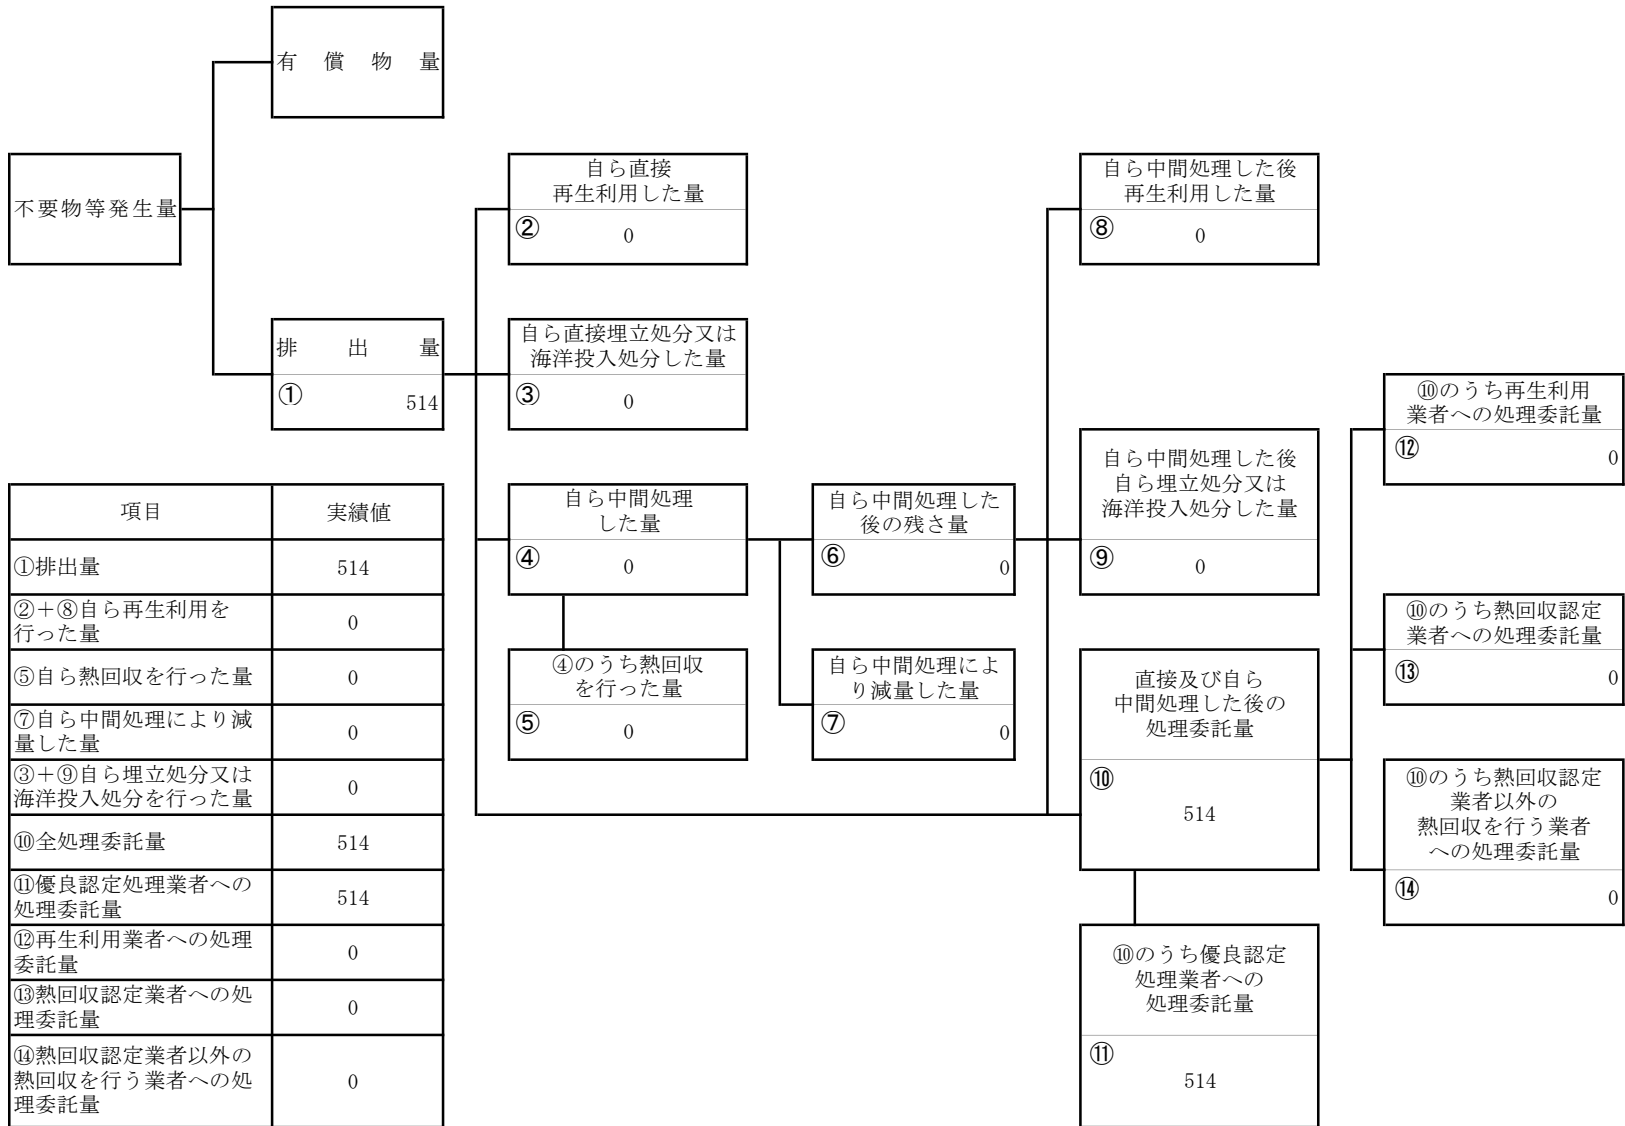 有償物量
不要物等発生量
排出量
①
514
自ら直接
再生利用した量
②
0
自ら直接埋立処分又は
海洋投入処分した量
③
0
自ら中間処理
した量
④
0
④のうち熱回収
を行った量
⑤
0
自ら中間処理した
後の残さ量
⑥
0
自ら中間処理によ
り減量した量
⑦
0
自ら中間処理した後
再生利用した量
⑧
0
自ら中間処理した後
自ら埋立処分又は
海洋投入処分した量
⑨
0
直接及び自ら
中間処理した後の
処理委託量
⑩
514
⑩のうち優良認定
処理業者への
処理委託量
⑪
514
⑩のうち再生利用
業者への処理委託量
⑫
0
⑩のうち熱回収認定
業者への処理委託量
⑬
0
⑩のうち熱回収認定
業者以外の
熱回収を行う業者
への処理委託量
⑭
0
項目 実績値
①排出量 514
②＋⑧自ら再生利用を
行った量
0
⑤自ら熱回収を行った量 0
⑦自ら中間処理により減
量した量
0
③＋⑨自ら埋立処分又は
海洋投入処分を行った量
0
⑩全処理委託量 514
⑪優良認定処理業者への
処理委託量
514
⑫再生利用業者への処理
委託量
0
⑬熱回収認定業者への処
理委託量
0
⑭熱回収認定業者以外の
熱回収を行う業者への処
理委託量
0